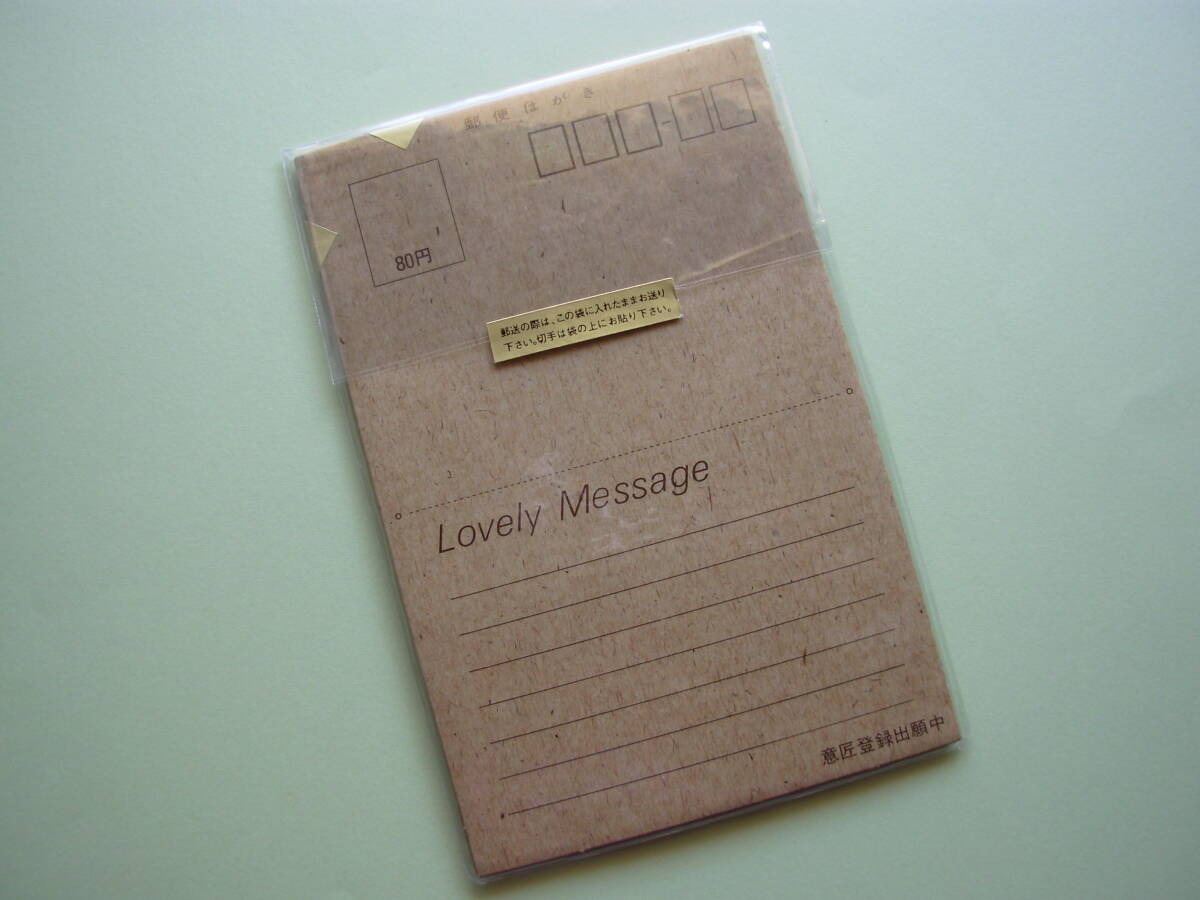 郵便はがき
80円
郵送の際は、この袋に入れたままお送り
下さい。切手は袋の上にお貼り下さい。
Lovely Message
意匠登録出願中